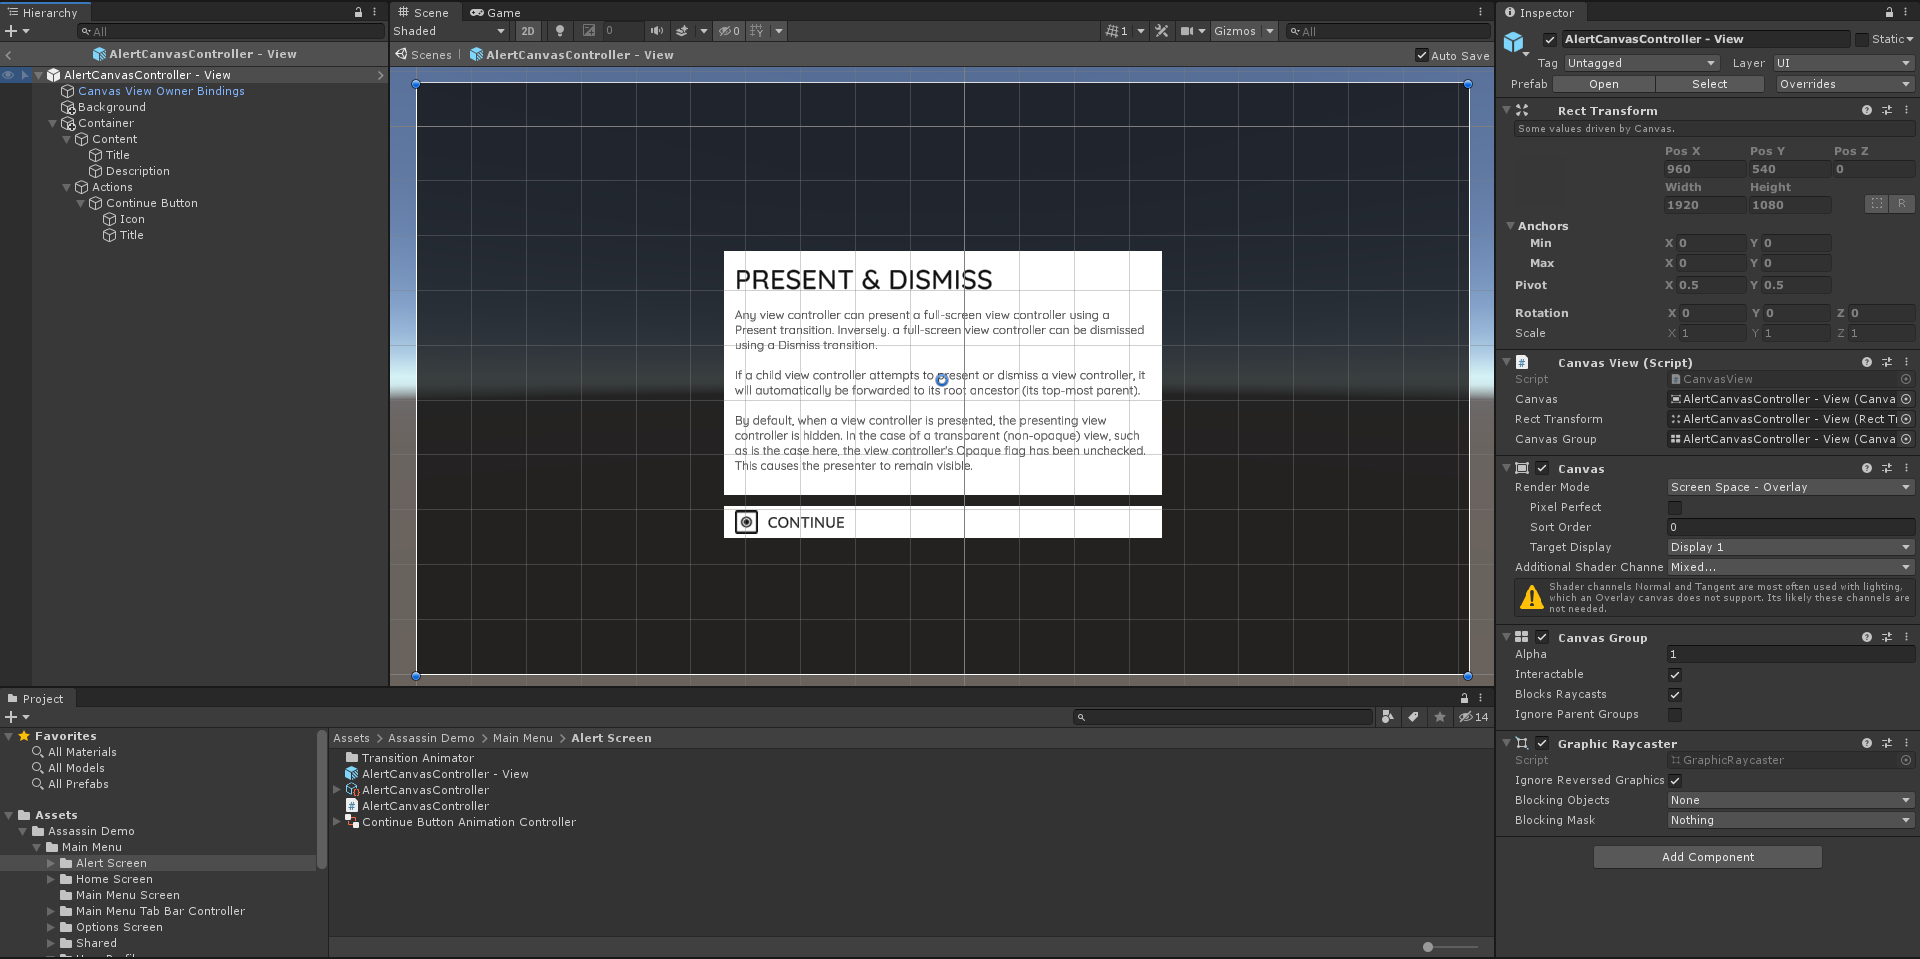 Hierarchy
All
AlertCanvasController - View
AlertCanvasController - View
Canvas View Owner Bindings
Background
Container
Content
Title
Description
Actions
Continue Button
Icon
Title
Scene
Game
Shaded
2D
0
0
1
Gizmos
All
Scenes
AlertCanvasController - View
Auto Save
PRESENT & DISMISS
Any view controller can present a full-screen view controller using a
Present transition. Inversely. a full-screen view controller can be dismissed
using a Dismiss transition.
If a child view controller attempts to present or dismiss a view controller, it
will automatically be forwarded to its root ancestor (its top-most parent).
By default, when a view controller is presented, the presenting view
controller is hidden. In the case of a transparent (non-opaque) view, such
as is the case here, the view controller's Opaque flag has been unchecked.
This causes the presenter to remain visible.
CONTINUE
Project
14
Favorites
All Materials
All Models
All Prefabs
Assets
Assassin Demo
Main Menu
Alert Screen
Home Screen
Main Menu Screen
Main Menu Tab Bar Controller
Options Screen
Shared
Assets > Assassin Demo > Main Menu > Alert Screen
Transition Animator
AlertCanvasController - View
AlertCanvasController
AlertCanvasController
Continue Button Animation Controller
Inspector
AlertCanvasController - View
Static
Tag Untagged Layer UI
Prefab Open Select Overrides
Rect Transform
Some values driven by Canvas.
Pos X Pos Y Pos Z
960 540 0
Width Height
1920 1080
R
Anchors
Min X 0 Y 0
Max X 0 Y 0
Pivot X 0.5 Y 0.5
Rotation X 0 Y 0 Z 0
Scale X 1 Y 1 Z 1
Canvas View (Script)
Script CanvasView
Canvas AlertCanvasController - View (Canva
Rect Transform AlertCanvasController - View (Rect T
Canvas Group AlertCanvasController - View (Canva
Canvas
Render Mode Screen Space - Overlay
Pixel Perfect
Sort Order 0
Target Display Display 1
Additional Shader Channe Mixed...
Shader channels Normal and Tangent are most often used with lighting,
which an Overlay canvas does not support. Its likely these channels are
not needed.
Canvas Group
Alpha 1
Interactable
Blocks Raycasts
Ignore Parent Groups
Graphic Raycaster
Script GraphicRaycaster
Ignore Reversed Graphics
Blocking Objects None
Blocking Mask Nothing
Add Component